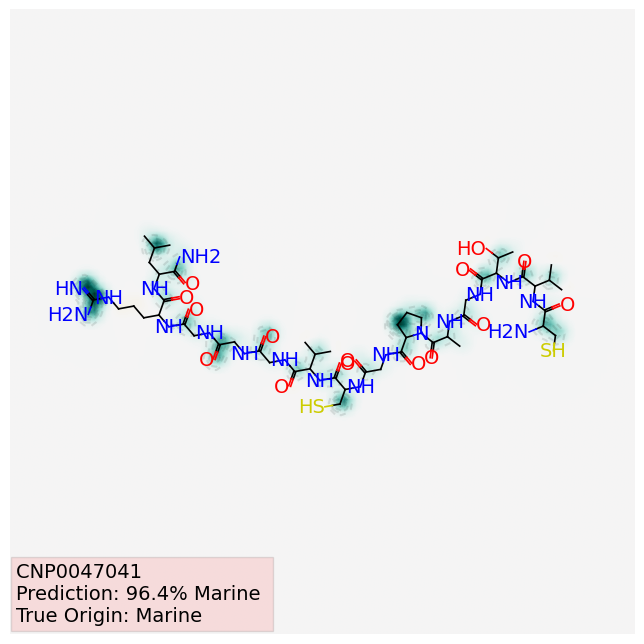 HO
NH2
O
O
NH
O
HN
NH
NH
NH
O
NH
O
O
H2N
NH
O
NH
H2N
NH
N
O
SH
NH
NH
O
O
NH
O
O
O
NH
O
NH
HS
CNP0047041
Prediction: 96.4% Marine
True Origin: Marine